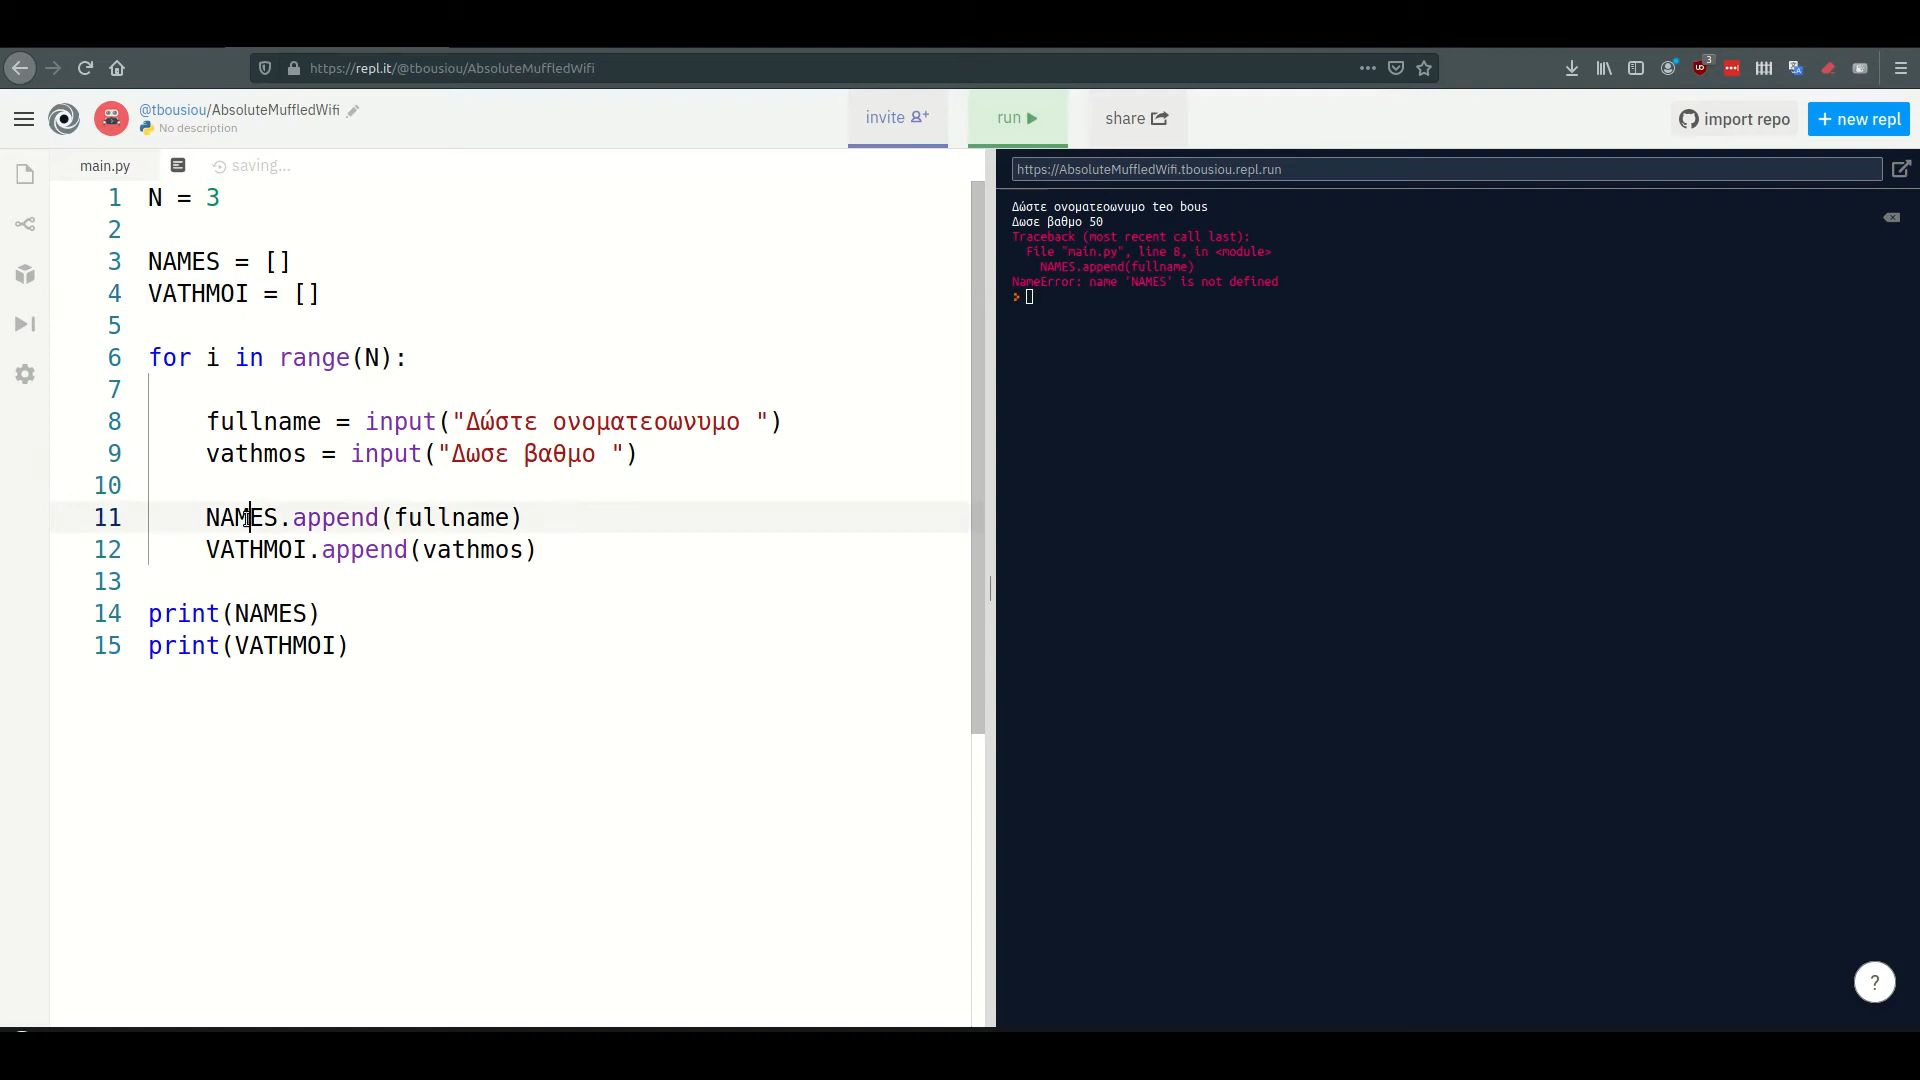 https://repl.it/@tbousiou/AbsoluteMuffledWifi
3
@tbousiou/AbsoluteMuffledWifi
No description
invite
run
share
import repo
+ new repl
main.py
saving...
1 N = 3
2
3 NAMES = []
4 VATHMOI = []
5
6 for i in range(N):
7
8 fullname = input("Δώστε ονοματεοωνυμο ")
9 vathmos = input("Δωσε βαθμο ")
10
11 NAMES.append(fullname)
12 VATHMOI.append(vathmos)
13
14 print(NAMES)
15 print(VATHMOI)
https://AbsoluteMuffledWifi.tbousiou.repl.run
Δώστε ονοματεοωνυμο teo bous
Δωσε βαθμο 50
Traceback (most recent call last):
File "main.py", line 8, in <module>
NAMES.append(fullname)
NameError: name 'NAMES' is not defined
?